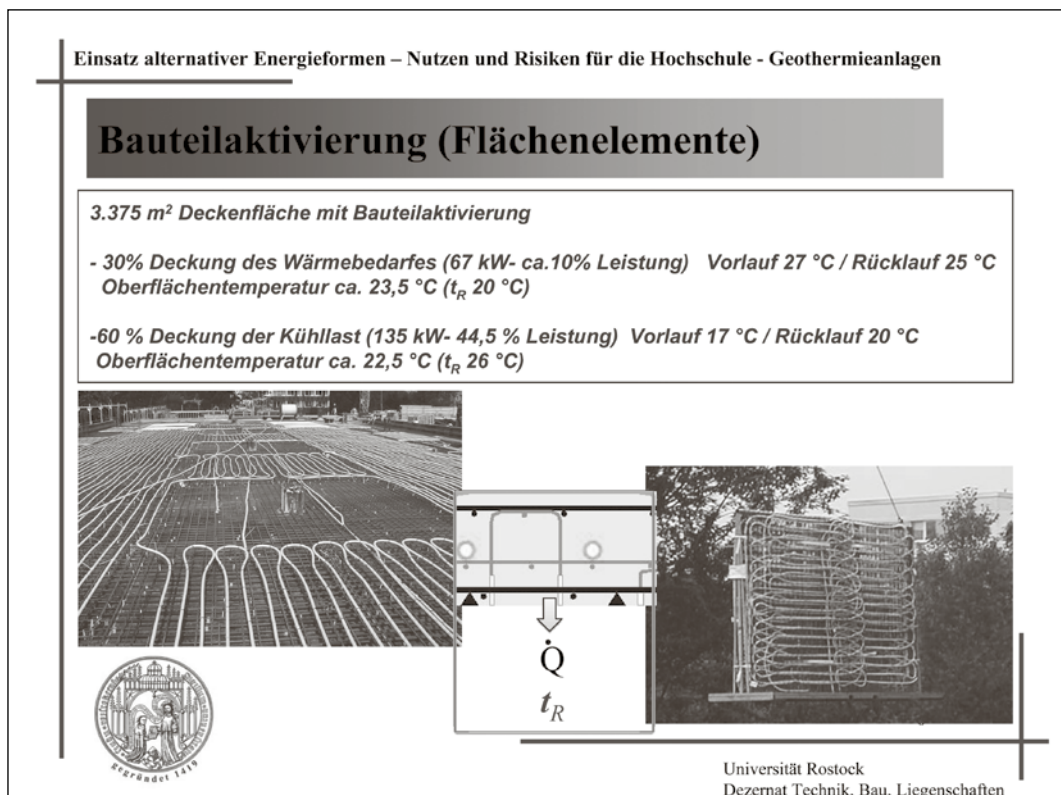 Einsatz alternativer Energieformen – Nutzen und Risiken für die Hochschule - Geothermieanlagen
Bauteilaktivierung (Flächenelemente)
3.375 m² Deckenfläche mit Bauteilaktivierung
- 30% Deckung des Wärmebedarfes (67 kW- ca.10% Leistung) Vorlauf 27 °C / Rücklauf 25 °C
Oberflächentemperatur ca. 23,5 °C (tR 20 °C)
-60 % Deckung der Kühllast (135 kW- 44,5 % Leistung) Vorlauf 17 °C / Rücklauf 20 °C
Oberflächentemperatur ca. 22,5 °C (tR 26 °C)
Q̇
tR
gegründet 1419
Universität Rostock
Dezernat Technik, Bau, Liegenschaften